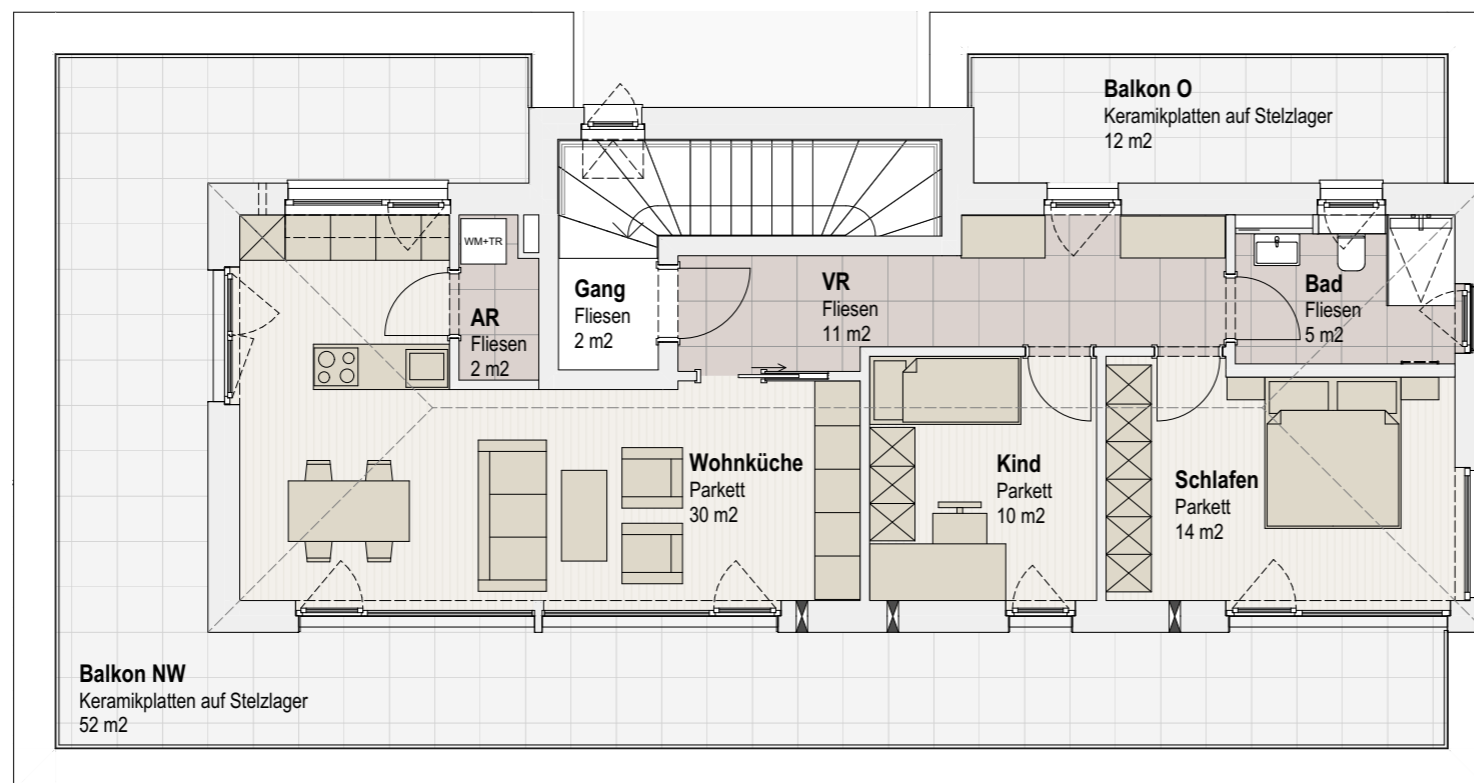 Balkon O
Keramikplatten auf Stelzlager
12 m2
WM+TR
AR
Fliesen
2 m2
Gang
Fliesen
2 m2
VR
Fliesen
11 m2
Bad
Fliesen
5 m2
Wohnküche
Parkett
30 m2
Kind
Parkett
10 m2
Schlafen
Parkett
14 m2
Balkon NW
Keramikplatten auf Stelzlager
52 m2